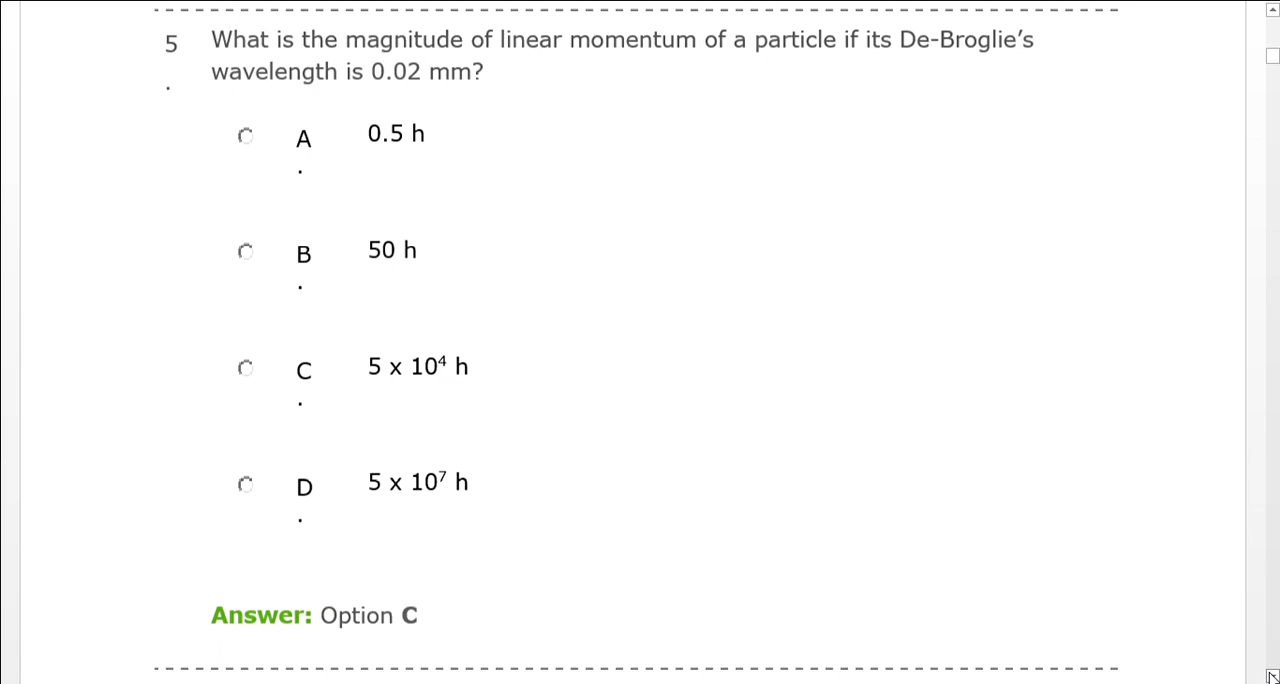 5
.
What is the magnitude of linear momentum of a particle if its De-Broglie’s
wavelength is 0.02 mm?
A
.
0.5 h
B
.
50 h
C
.
5 x 10⁴ h
D
.
5 x 10⁷ h
Answer: Option C